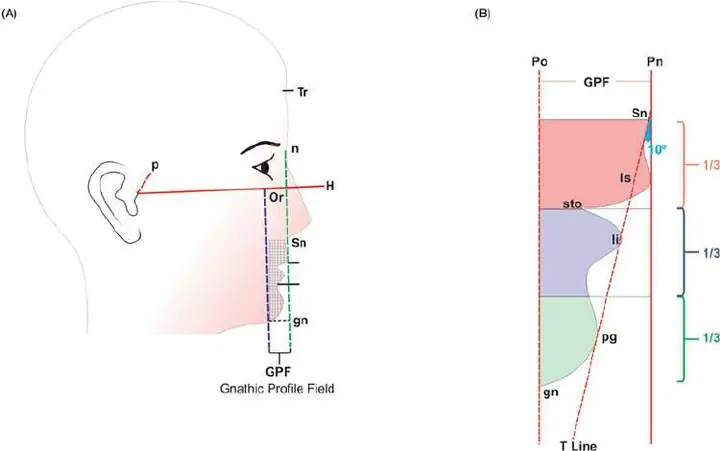 (A)
Tr
n
p
H
Or
Sn
gn
GPF
Gnathic Profile Field
(B)
Po
Pn
GPF
Sn
10°
1/3
ls
sto
li
1/3
pg
1/3
gn
T Line